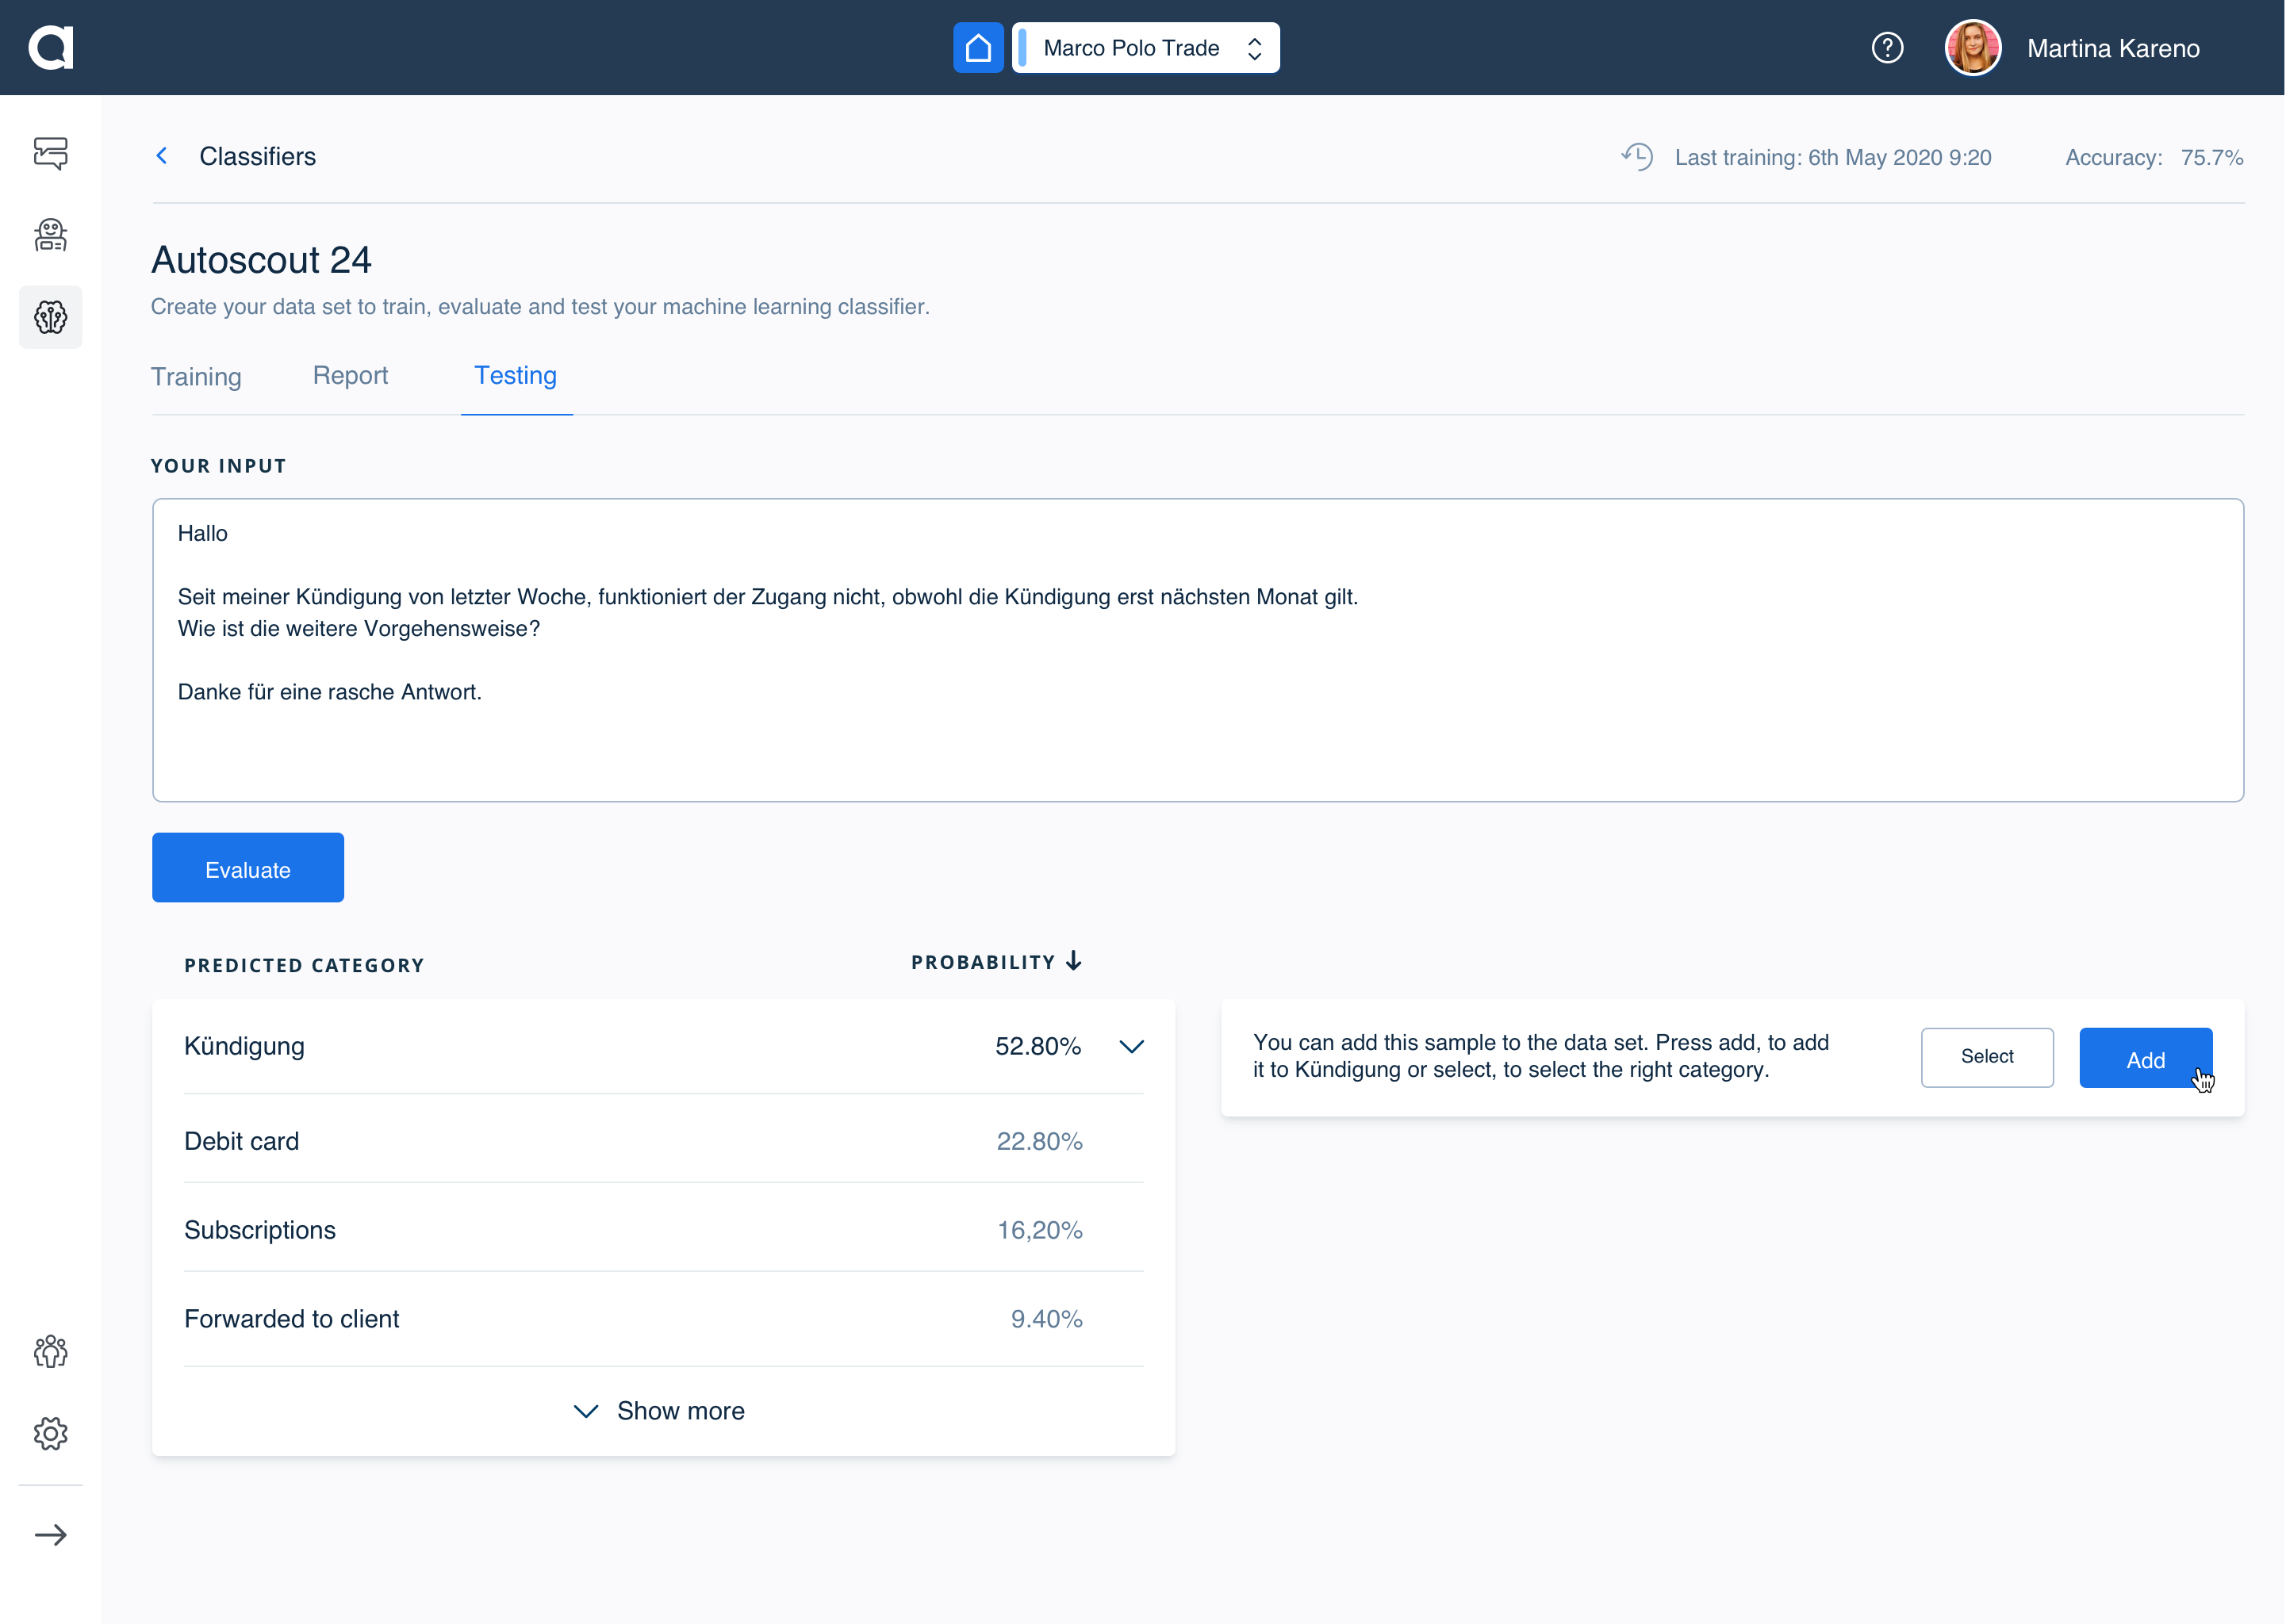 Marco Polo Trade
Martina Kareno
Classifiers
Last training: 6th May 2020 9:20
Accuracy: 75.7%
Autoscout 24
Create your data set to train, evaluate and test your machine learning classifier.
Training
Report
Testing
YOUR INPUT
Hallo
Seit meiner Kündigung von letzter Woche, funktioniert der Zugang nicht, obwohl die Kündigung erst nächsten Monat gilt.
Wie ist die weitere Vorgehensweise?
Danke für eine rasche Antwort.
Evaluate
PREDICTED CATEGORY
PROBABILITY
Kündigung 52.80%
Debit card 22.80%
Subscriptions 16,20%
Forwarded to client 9.40%
Show more
You can add this sample to the data set. Press add, to add
it to Kündigung or select, to select the right category.
Select
Add